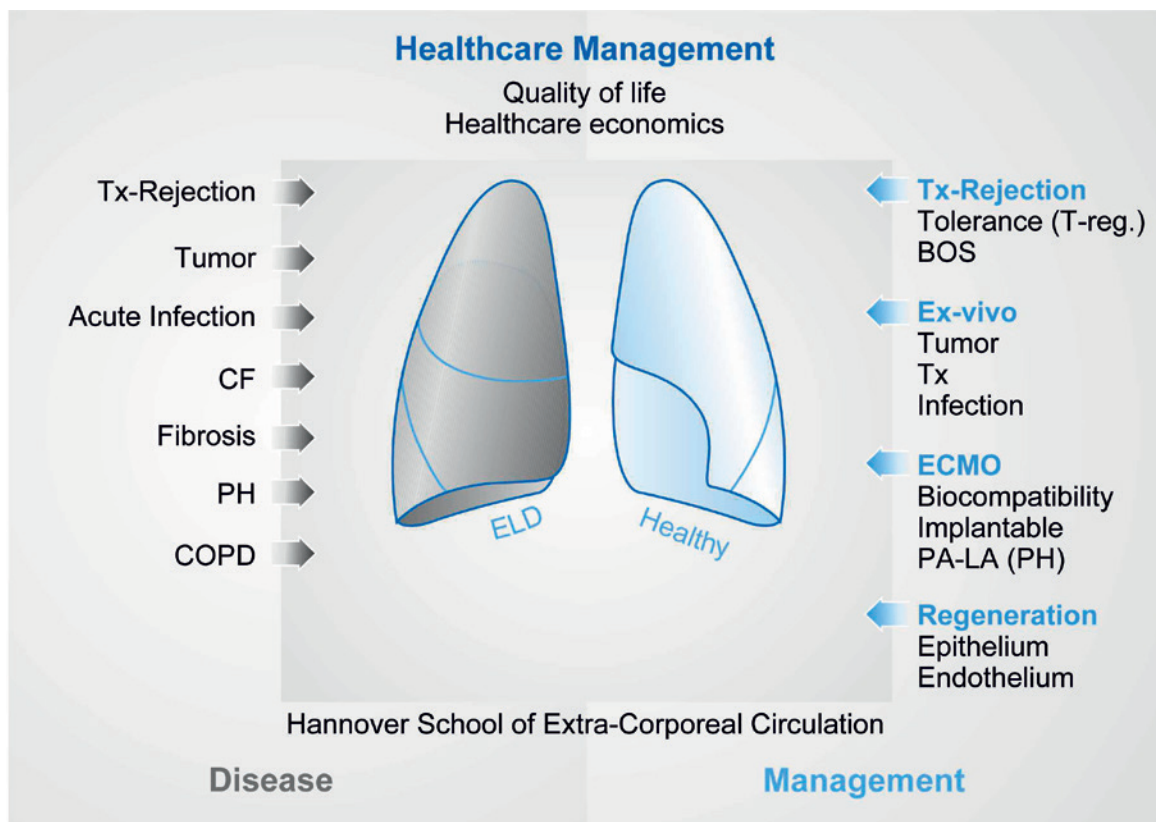 Healthcare Management
Quality of life
Healthcare economics
Tx-Rejection
Tumor
Acute Infection
CF
Fibrosis
PH
COPD
ELD
Healthy
Tx-Rejection
Tolerance (T-reg.)
BOS
Ex-vivo
Tumor
Tx
Infection
ECMO
Biocompatibility
Implantable
PA-LA (PH)
Regeneration
Epithelium
Endothelium
Hannover School of Extra-Corporeal Circulation
Disease
Management